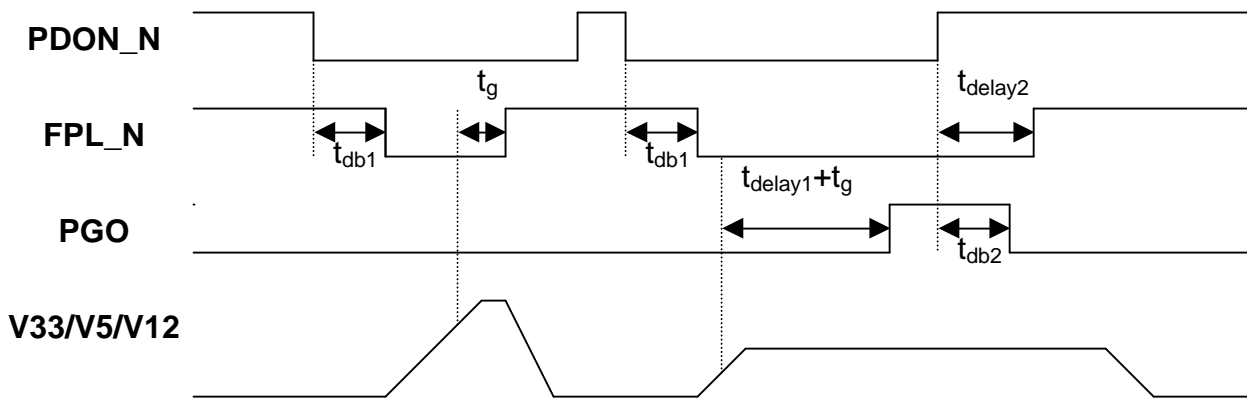 PDON_N
t_g
t_delay2
FPL_N
t_db1
t_db1
t_delay1+t_g
PGO
t_db2
V33/V5/V12